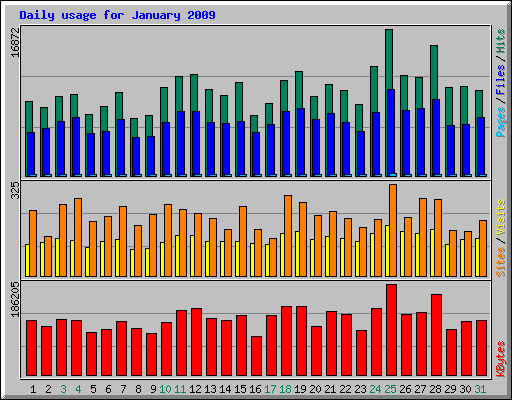 Daily usage for January 2009
16872
Pages / Files / Hits
325
Sites / Visits
186205
KBytes
1 2 3 4 5 6 7 8 9 10 11 12 13 14 15 16 17 18 19 20 21 22 23 24 25 26 27 28 29 30 31